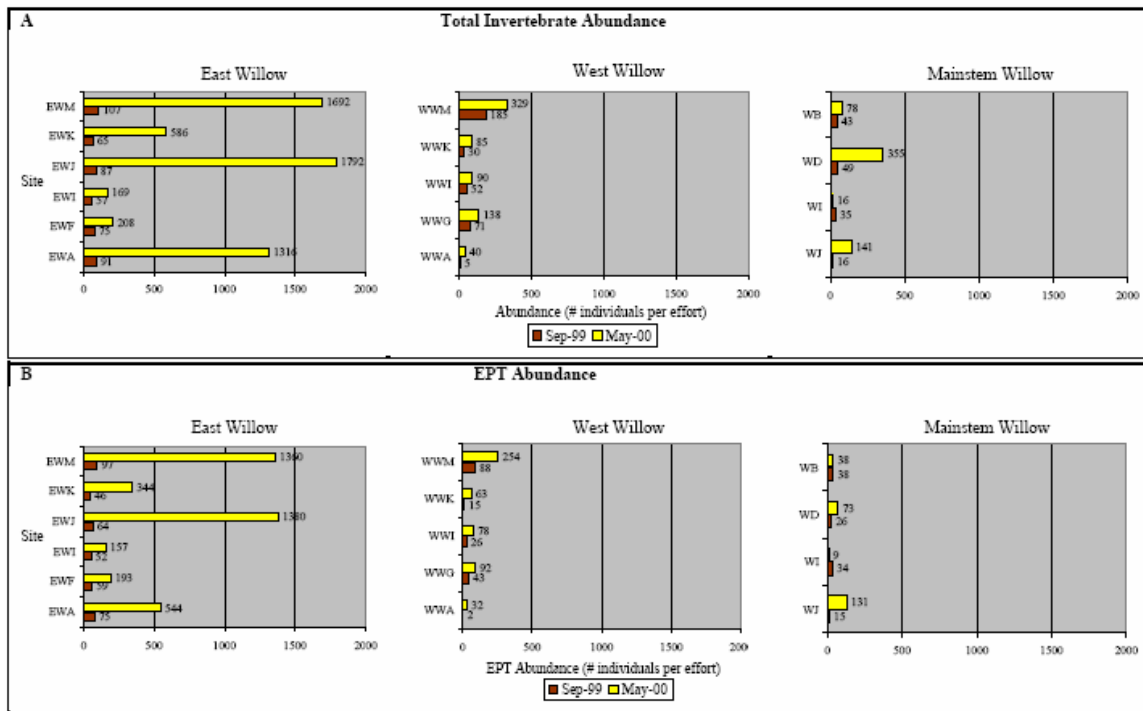 A
Total Invertebrate Abundance
East Willow
West Willow
Mainstem Willow
Site
EWM 1692 107
EWK 586 65
EWJ 1792 87
EWI 169 57
EWF 208 75
EWA 1316 91
0 500 1000 1500 2000
WWM 329 185
WWK 85 30
WWI 90 52
WWG 138 71
WWA 40 5
0 500 1000 1500 2000
WB 78 43
WD 355 49
WI 16 35
WJ 141 16
0 500 1000 1500 2000
Abundance (# individuals per effort)
Sep-99 May-00
B
EPT Abundance
East Willow
West Willow
Mainstem Willow
Site
EWM 1360 97
EWK 344 46
EWJ 1380 64
EWI 157 52
EWF 193 59
EWA 544 75
0 500 1000 1500 2000
WWM 254 88
WWK 63 15
WWI 78 26
WWG 92 43
WWA 32 2
0 500 1000 1500 2000
WB 38 38
WD 73 26
WI 9 34
WJ 131 15
0 500 1000 1500 2000
EPT Abundance (# individuals per effort)
Sep-99 May-00